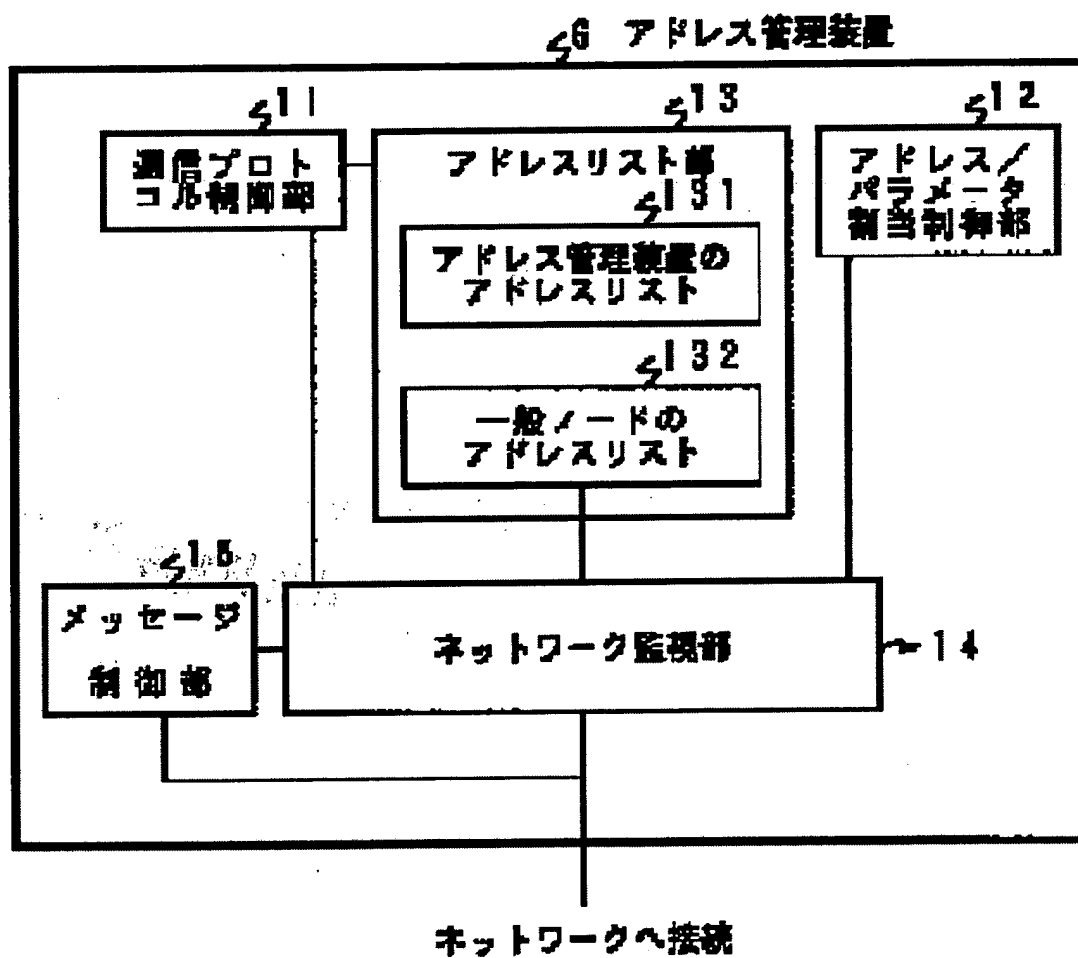 6 アドレス管理装置
11
13
12
通信プロト
コル制御部
アドレスリスト部
アドレス/
パラメータ
割当制御部
131
アドレス管理装置の
アドレスリスト
132
一般ノードの
アドレスリスト
15
メッセージ
制御部
ネットワーク監視部
14
ネットワークへ接続